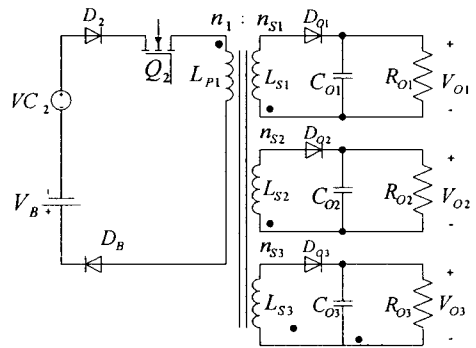 D2
Q2
n1 : nS1
DO1
LP1
LS1
CO1
RO1
+
VO1
-
VC2
VB
- +
DB
nS2
DO2
LS2
CO2
RO2
+
VO2
-
nS3
DO3
LS3
CO3
RO3
+
VO3
-